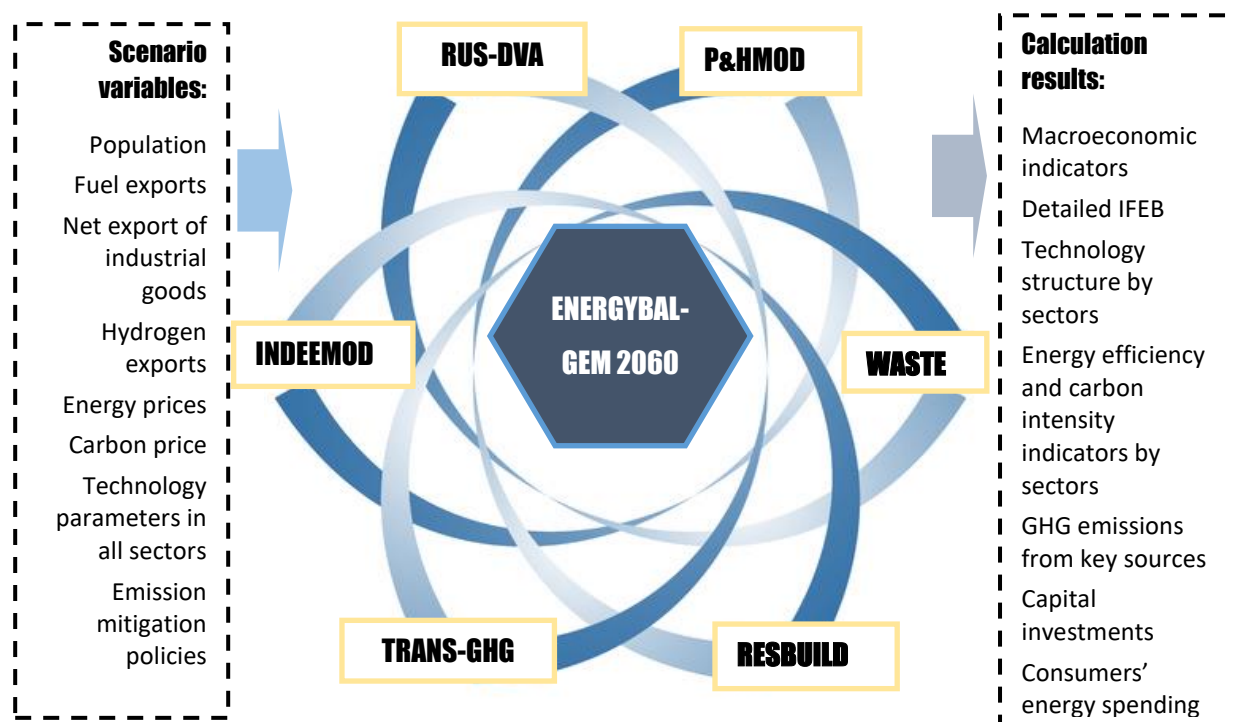 Scenario
variables:
Population
Fuel exports
Net export of
industrial
goods
Hydrogen
exports
Energy prices
Carbon price
Technology
parameters in
all sectors
Emission
mitigation
policies
RUS-DVA
P&HMOD
INDEEMOD
ENERGYBAL-
GEM 2060
WASTE
TRANS-GHG
RESBUILD
Calculation
results:
Macroeconomic
indicators
Detailed IFEB
Technology
structure by
sectors
Energy efficiency
and carbon
intensity
indicators by
sectors
GHG emissions
from key sources
Capital
investments
Consumers’
energy spending